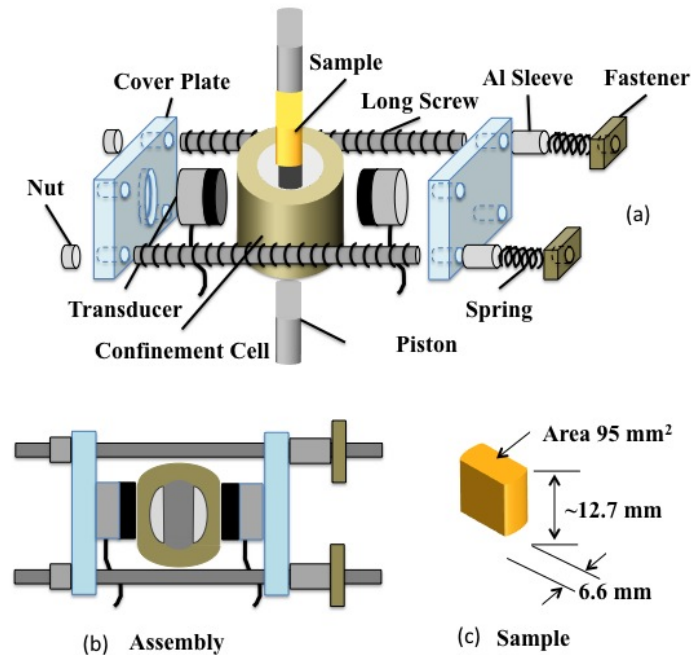 Sample
Cover Plate
Al Sleeve
Fastener
Long Screw
Nut
(a)
Transducer
Spring
Confinement Cell
Piston
Area 95 mm²
~12.7 mm
6.6 mm
(b) Assembly
(c) Sample